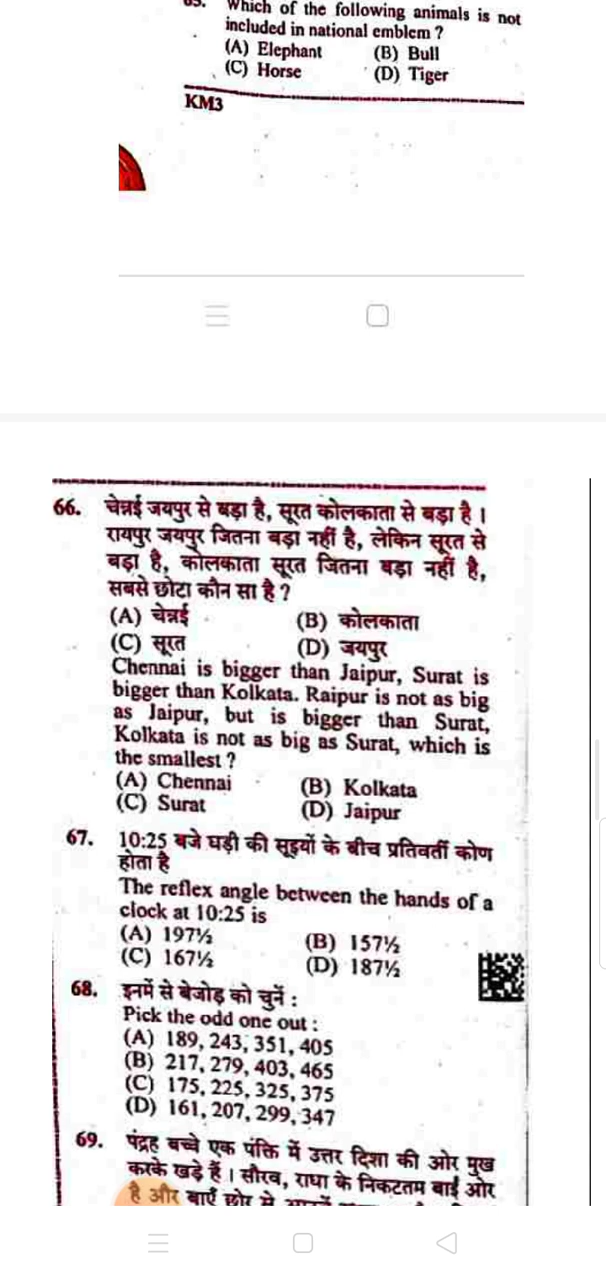 Which of the following animals is not
included in national emblem ?
(A) Elephant (B) Bull
(C) Horse (D) Tiger
KM3
66. चेन्नई जयपुर से बड़ा है, सूरत कोलकाता से बड़ा है ।
रायपुर जयपुर जितना बड़ा नहीं है, लेकिन सूरत से
बड़ा है, कोलकाता सूरत जितना बड़ा नहीं है,
सबसे छोटा कौन सा है ?
(A) चेन्नई (B) कोलकाता
(C) सूरत (D) जयपुर
Chennai is bigger than Jaipur, Surat is
bigger than Kolkata. Raipur is not as big
as Jaipur, but is bigger than Surat,
Kolkata is not as big as Surat, which is
the smallest ?
(A) Chennai (B) Kolkata
(C) Surat (D) Jaipur
67. 10:25 बजे घड़ी की सूइयों के बीच प्रतिवर्ती कोण
होता है
The reflex angle between the hands of a
clock at 10:25 is
(A) 197½ (B) 157½
(C) 167½ (D) 187½
68. इनमें से बेजोड़ को चुनें :
Pick the odd one out :
(A) 189, 243, 351, 405
(B) 217, 279, 403, 465
(C) 175, 225, 325, 375
(D) 161, 207, 299, 347
69. पंद्रह बच्चे एक पंक्ति में उत्तर दिशा की ओर मुख
करके खड़े हैं । सौरव, राधा के निकटतम बाईं ओर
है और बाएँ छोर से